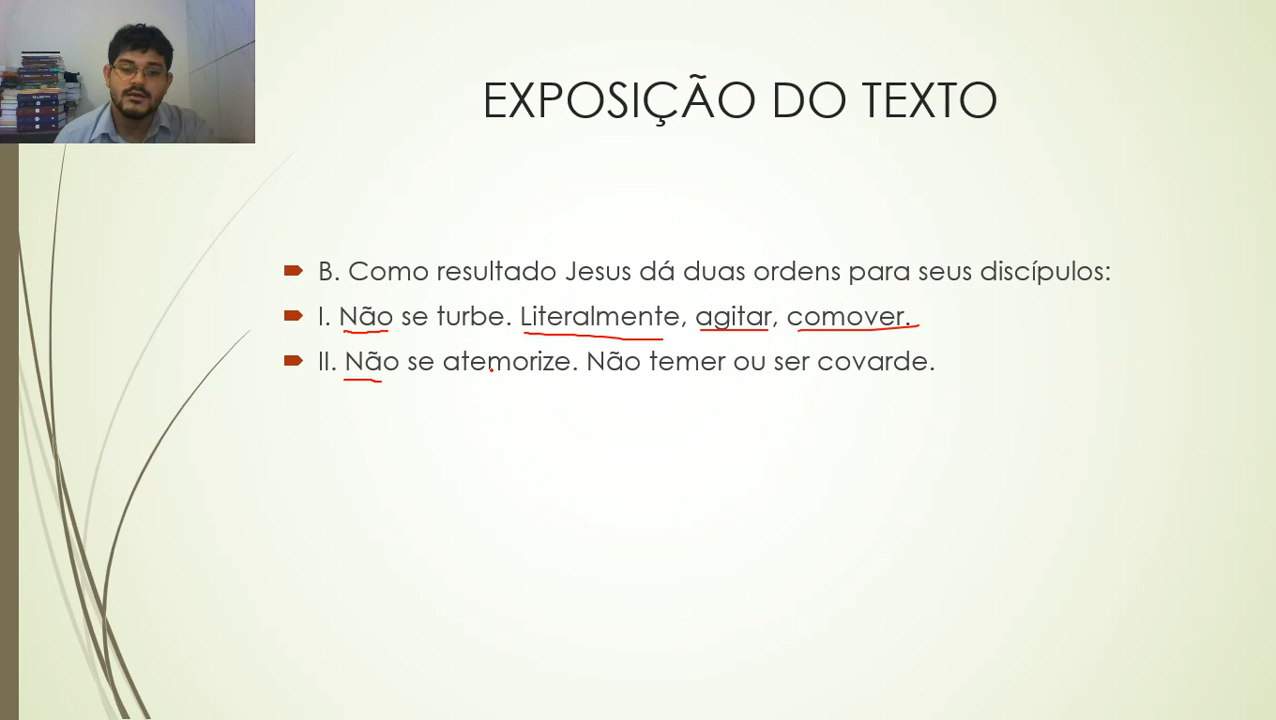 EXPOSIÇÃO DO TEXTO
B. Como resultado Jesus dá duas ordens para seus discípulos:
I. Não se turbe. Literalmente, agitar, comover.
II. Não se atemorize. Não temer ou ser covarde.